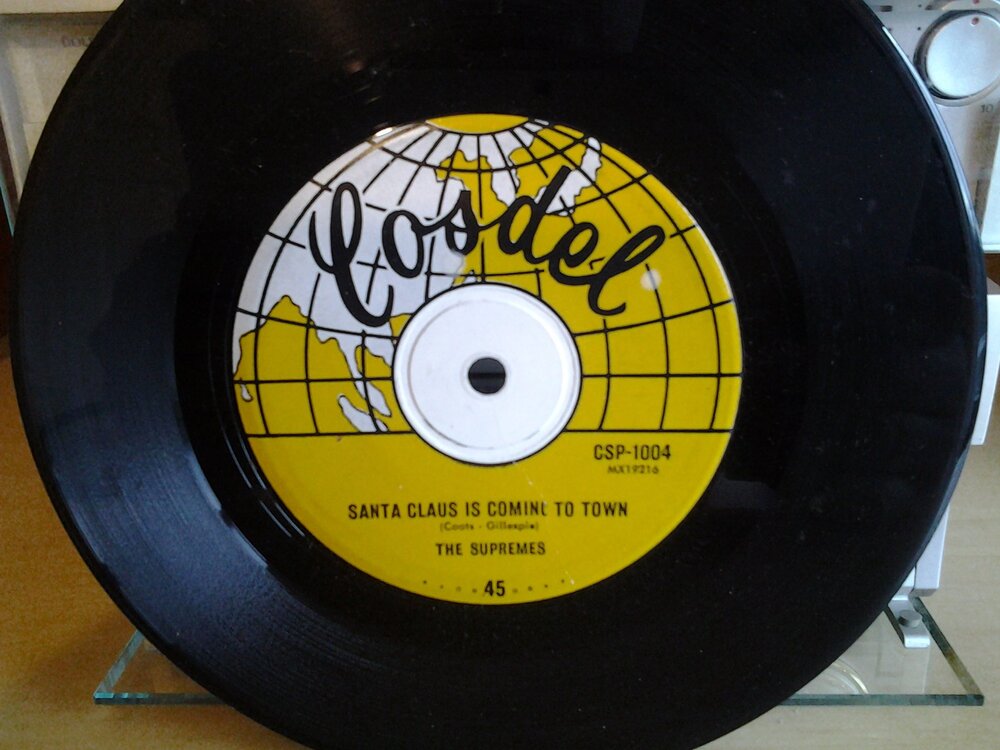 Cosdel
CSP-1004
MX19216
SANTA CLAUS IS COMING TO TOWN
(Coots - Gillespie)
THE SUPREMES
45